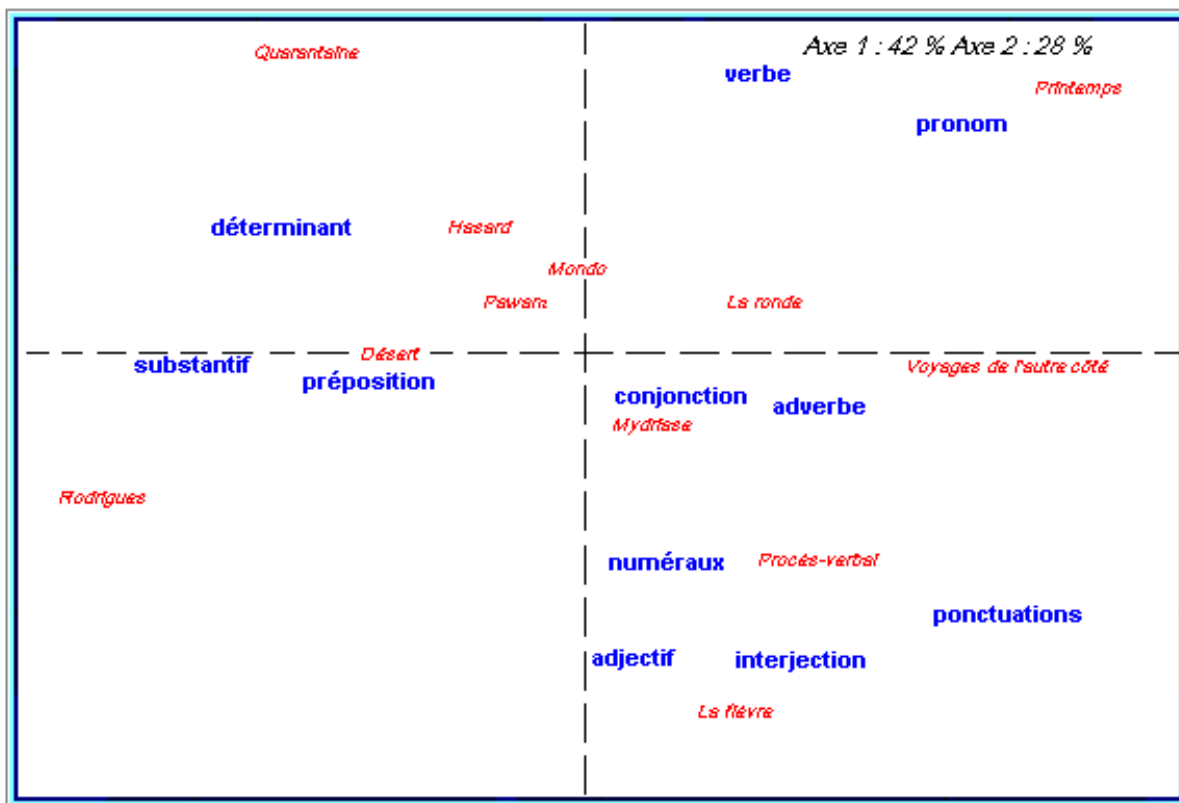 Axe 1 : 42 % Axe 2 : 28 %
Quarantaine
verbe
Printemps
pronom
déterminant
Hasard
Mondo
Pawana
La ronde
Désert
substantif
Voyages de l'autre côté
préposition
conjonction
adverbe
Mydriase
Rodrigues
numéraux
Procès-verbal
ponctuations
adjectif
interjection
La fièvre